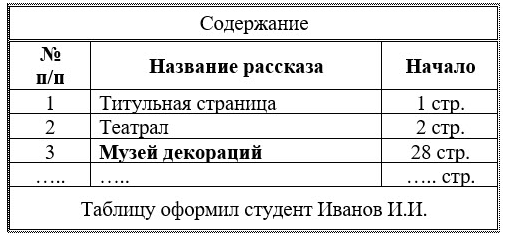 Содержание
№ п/п Название рассказа Начало
1 Титульная страница 1 стр.
2 Театрал 2 стр.
3 Музей декораций 28 стр.
….. ….. ….. стр.
Таблицу оформил студент Иванов И.И.